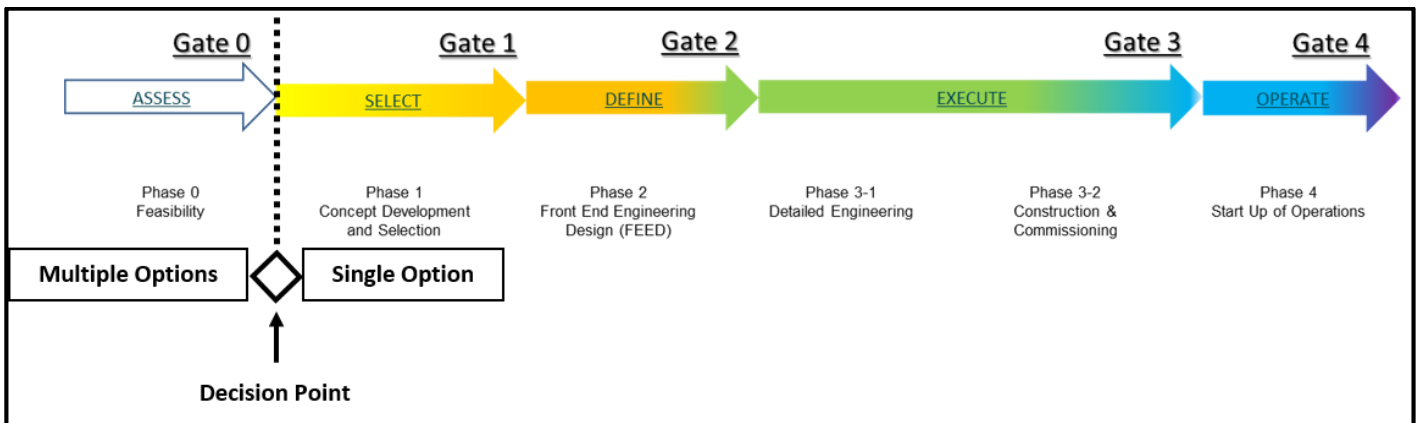 Gate 0
Gate 1
Gate 2
Gate 3
Gate 4
ASSESS
SELECT
DEFINE
EXECUTE
OPERATE
Phase 0
Feasibility
Phase 1
Concept Development
and Selection
Phase 2
Front End Engineering
Design (FEED)
Phase 3-1
Detailed Engineering
Phase 3-2
Construction &
Commissioning
Phase 4
Start Up of Operations
Multiple Options
Single Option
Decision Point